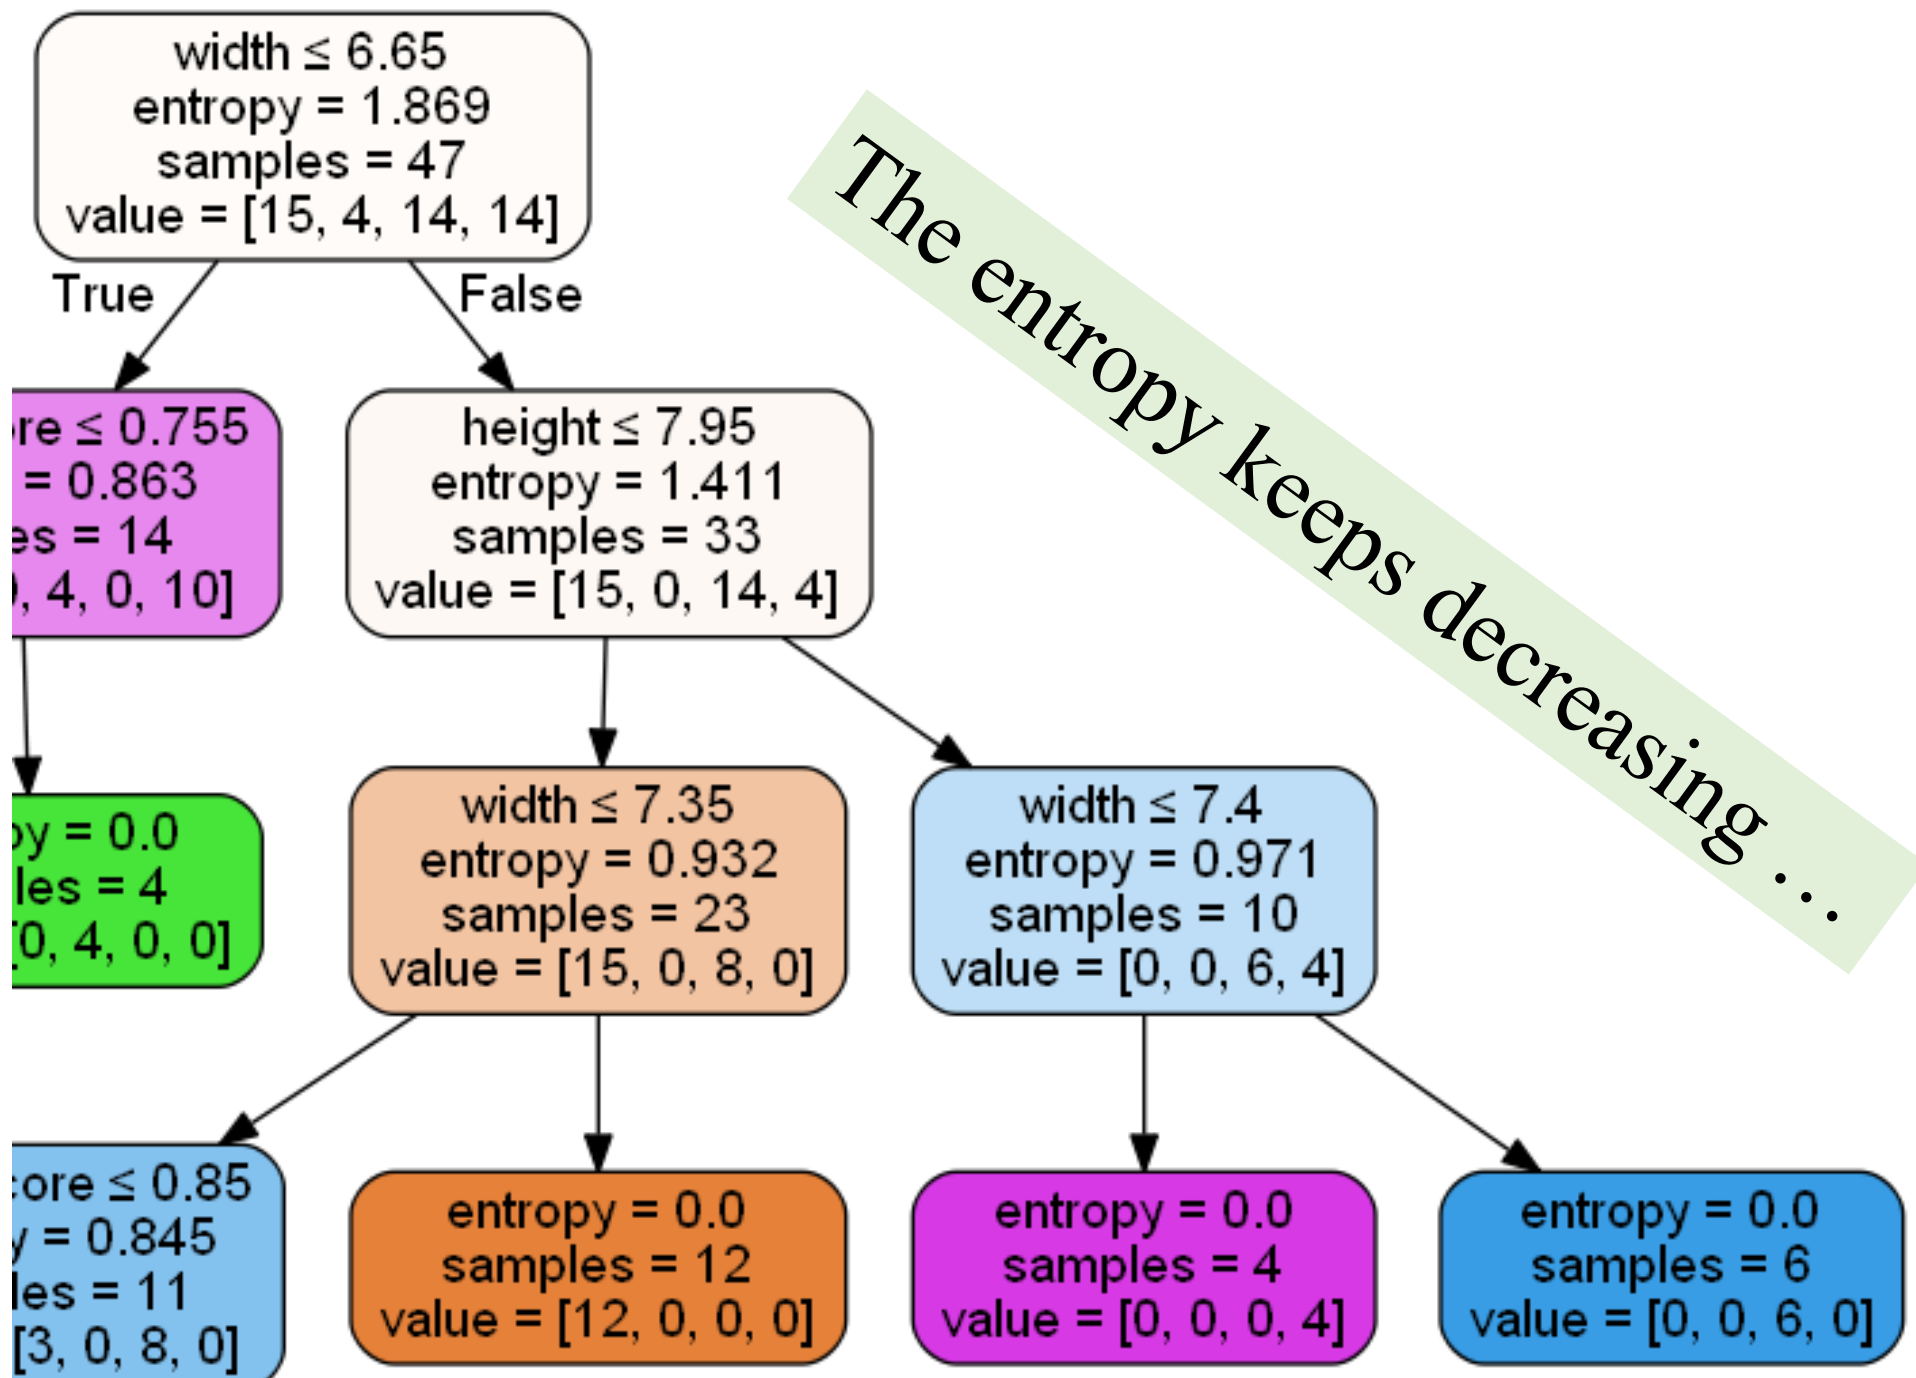 width ≤ 6.65
entropy = 1.869
samples = 47
value = [15, 4, 14, 14]
True
False
The entropy keeps decreasing ...
≤ 0.755
= 0.863
= 14
, 4, 0, 10]
height ≤ 7.95
entropy = 1.411
samples = 33
value = [15, 0, 14, 4]
= 0.0
= 4
[0, 4, 0, 0]
width ≤ 7.35
entropy = 0.932
samples = 23
value = [15, 0, 8, 0]
width ≤ 7.4
entropy = 0.971
samples = 10
value = [0, 0, 6, 4]
≤ 0.85
= 0.845
= 11
[3, 0, 8, 0]
entropy = 0.0
samples = 12
value = [12, 0, 0, 0]
entropy = 0.0
samples = 4
value = [0, 0, 0, 4]
entropy = 0.0
samples = 6
value = [0, 0, 6, 0]